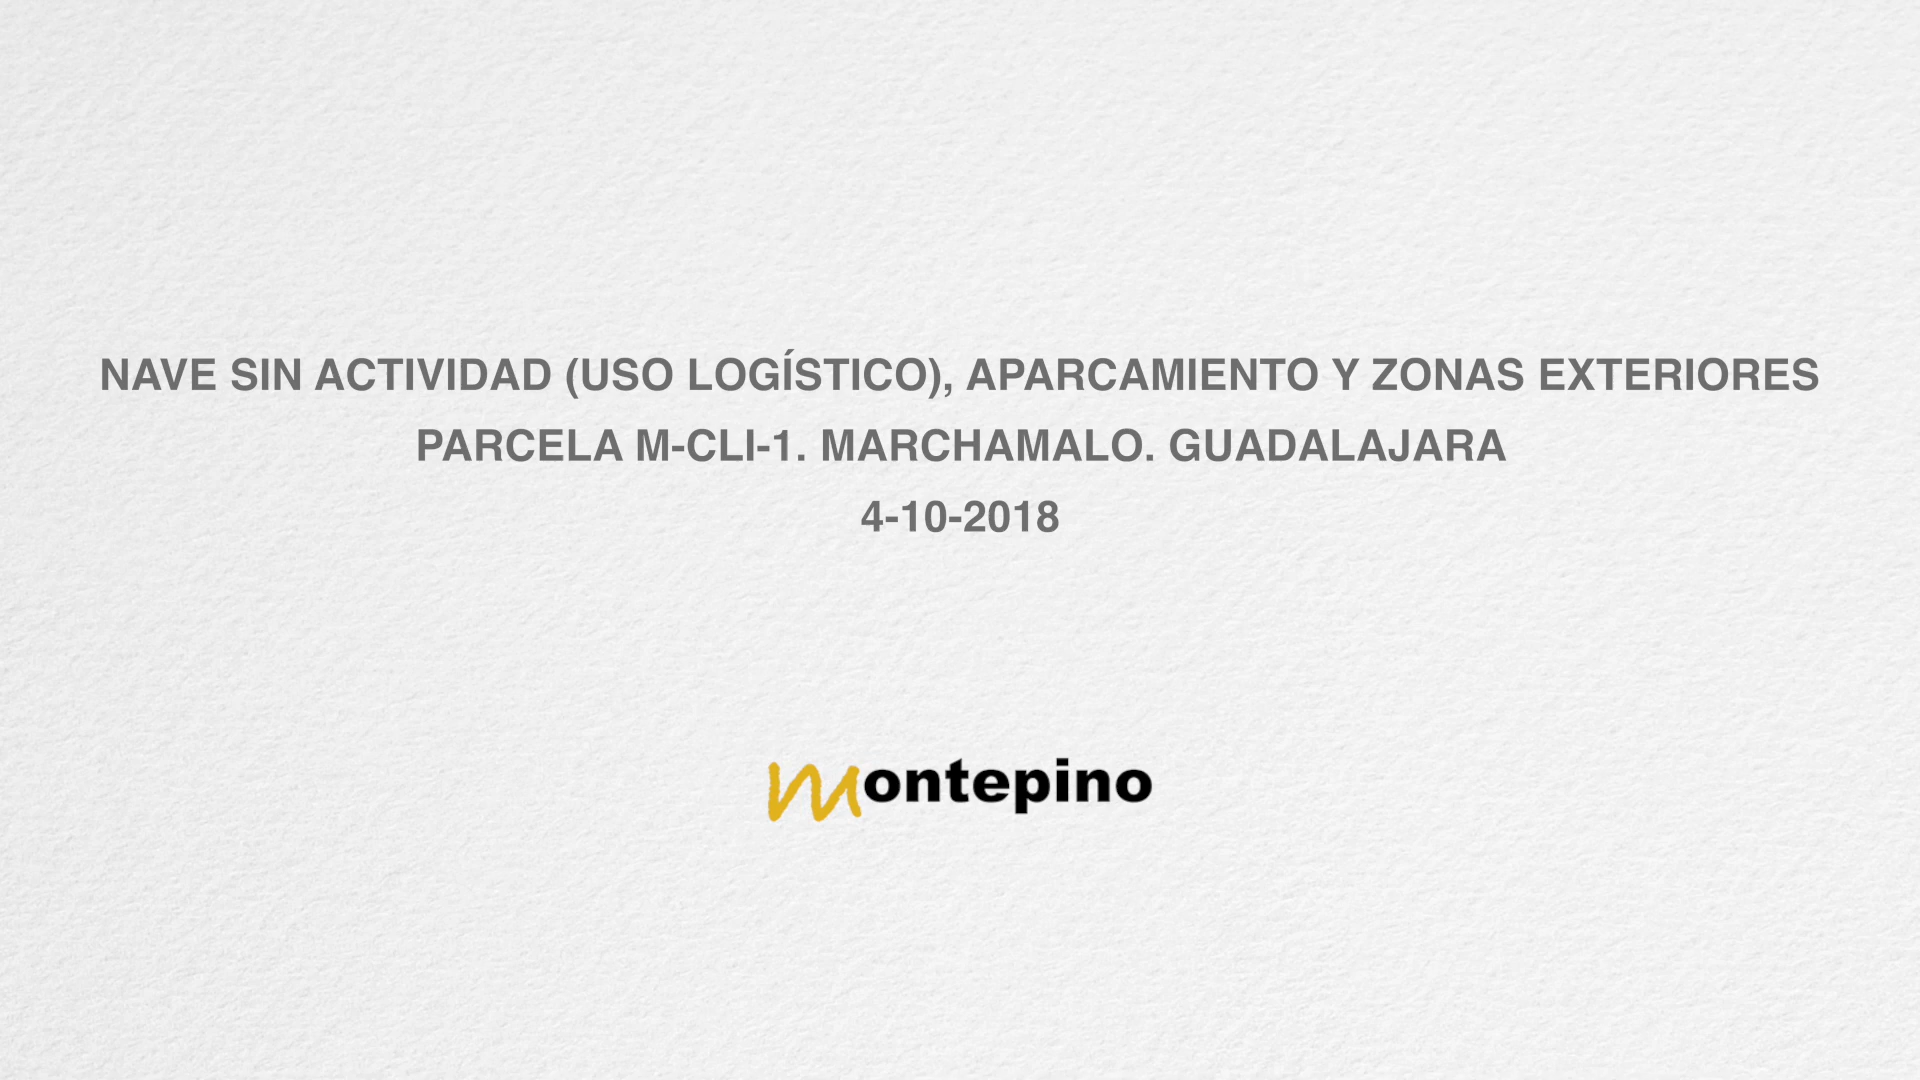 NAVE SIN ACTIVIDAD (USO LOGÍSTICO), APARCAMIENTO Y ZONAS EXTERIORES
PARCELA M-CLI-1. MARCHAMALO. GUADALAJARA
4-10-2018
montepino